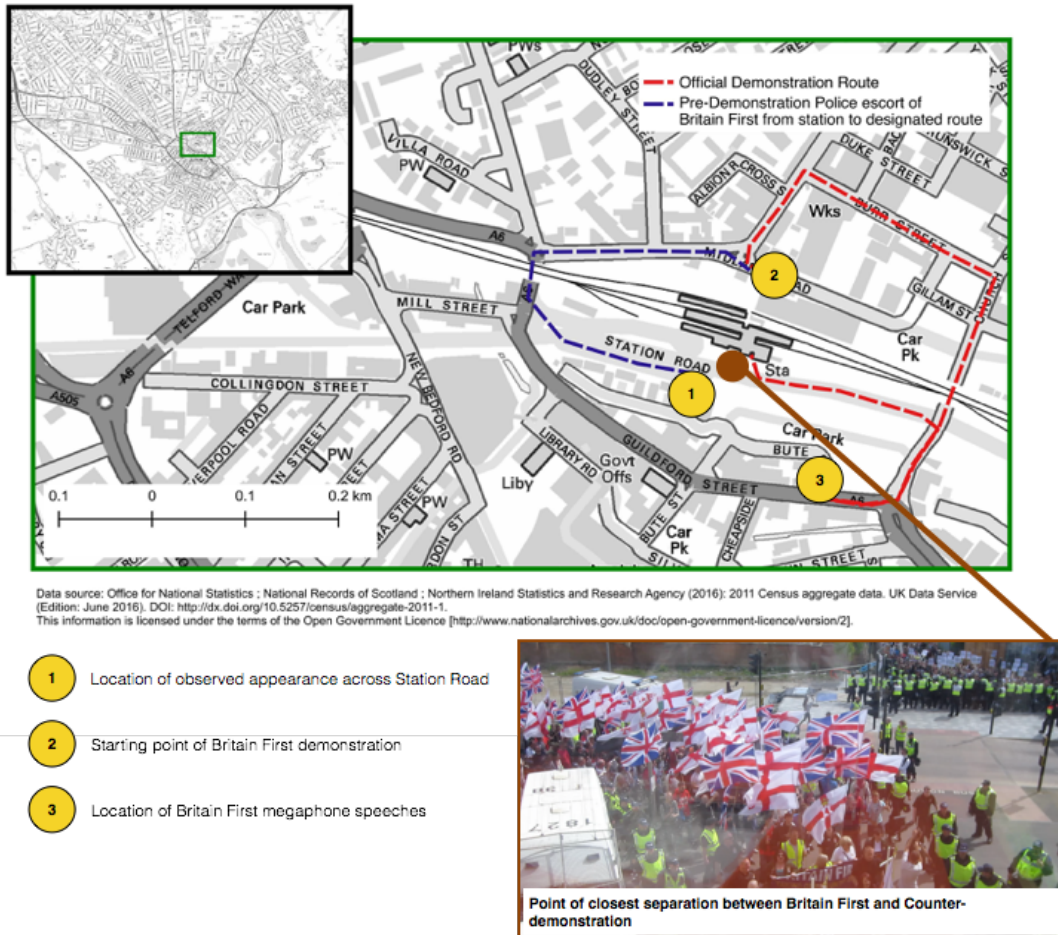 PWs
DUDLEY STREET
Official Demonstration Route
Pre-Demonstration Police escort of
Britain First from station to designated route
DUKE STREET
VILLA ROAD
PW
ALBION R
CROSS S
Wks
BURR STREET
A6
2
GILLAM ST
CHURCH
TELFORD WA
Car Park
MILL STREET
STATION ROAD
Sta
Car
Pk
A6
A505
COLLINGDON STREET
NEW BEDFORD RD
1
Car Park
BUTE
GUILDFORD STREET
LIBRARY RD
Govt
Offs
3
A6
PW
Liby
BUTE ST
CHEAPSIDE
Car
Pk
PW
0.1 0 0.1 0.2 km
TH
Data source: Office for National Statistics ; National Records of Scotland ; Northern Ireland Statistics and Research Agency (2016): 2011 Census aggregate data. UK Data Service
(Edition: June 2016). DOI: http://dx.doi.org/10.5257/census/aggregate-2011-1.
This information is licensed under the terms of the Open Government Licence [http://www.nationalarchives.gov.uk/doc/open-government-licence/version/2].
1 Location of observed appearance across Station Road
2 Starting point of Britain First demonstration
3 Location of Britain First megaphone speeches
1827
Point of closest separation between Britain First and Counter-
demonstration